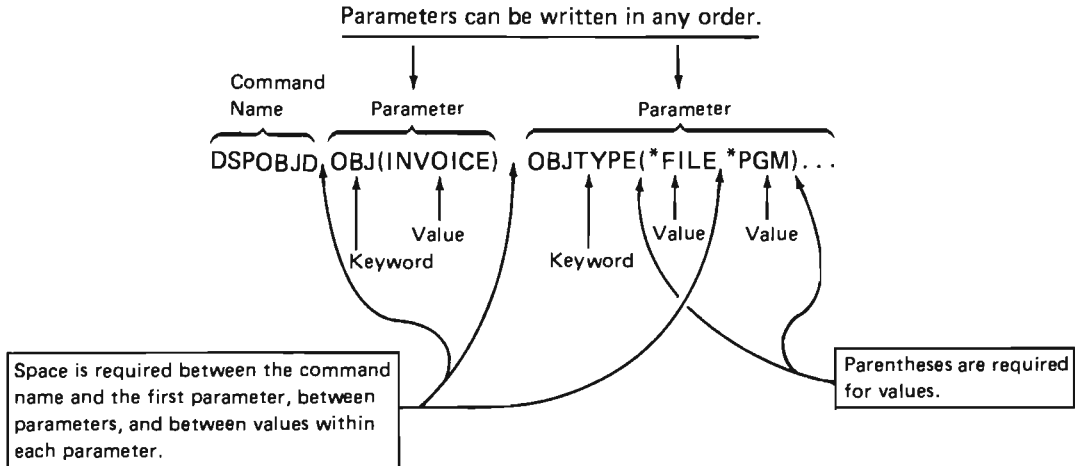 Parameters can be written in any order.
Command
Name
Parameter
Parameter
DSPOBJD OBJ(INVOICE) OBJTYPE(*FILE *PGM)...
Value
Value
Value
Keyword
Keyword
Space is required between the command
name and the first parameter, between
parameters, and between values within
each parameter.
Parentheses are required
for values.